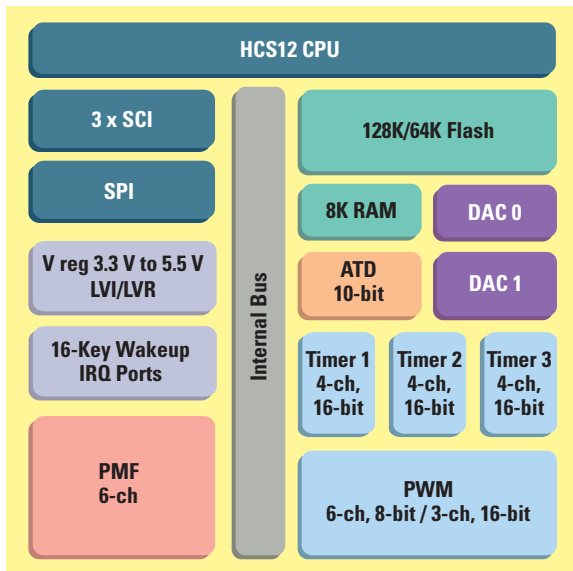 HCS12 CPU
3 x SCI
SPI
V reg 3.3 V to 5.5 V
LVI/LVR
16-Key Wakeup
IRQ Ports
PMF
6-ch
Internal Bus
128K/64K Flash
8K RAM
DAC 0
ATD
10-bit
DAC 1
Timer 1
4-ch,
16-bit
Timer 2
4-ch,
16-bit
Timer 3
4-ch,
16-bit
PWM
6-ch, 8-bit / 3-ch, 16-bit